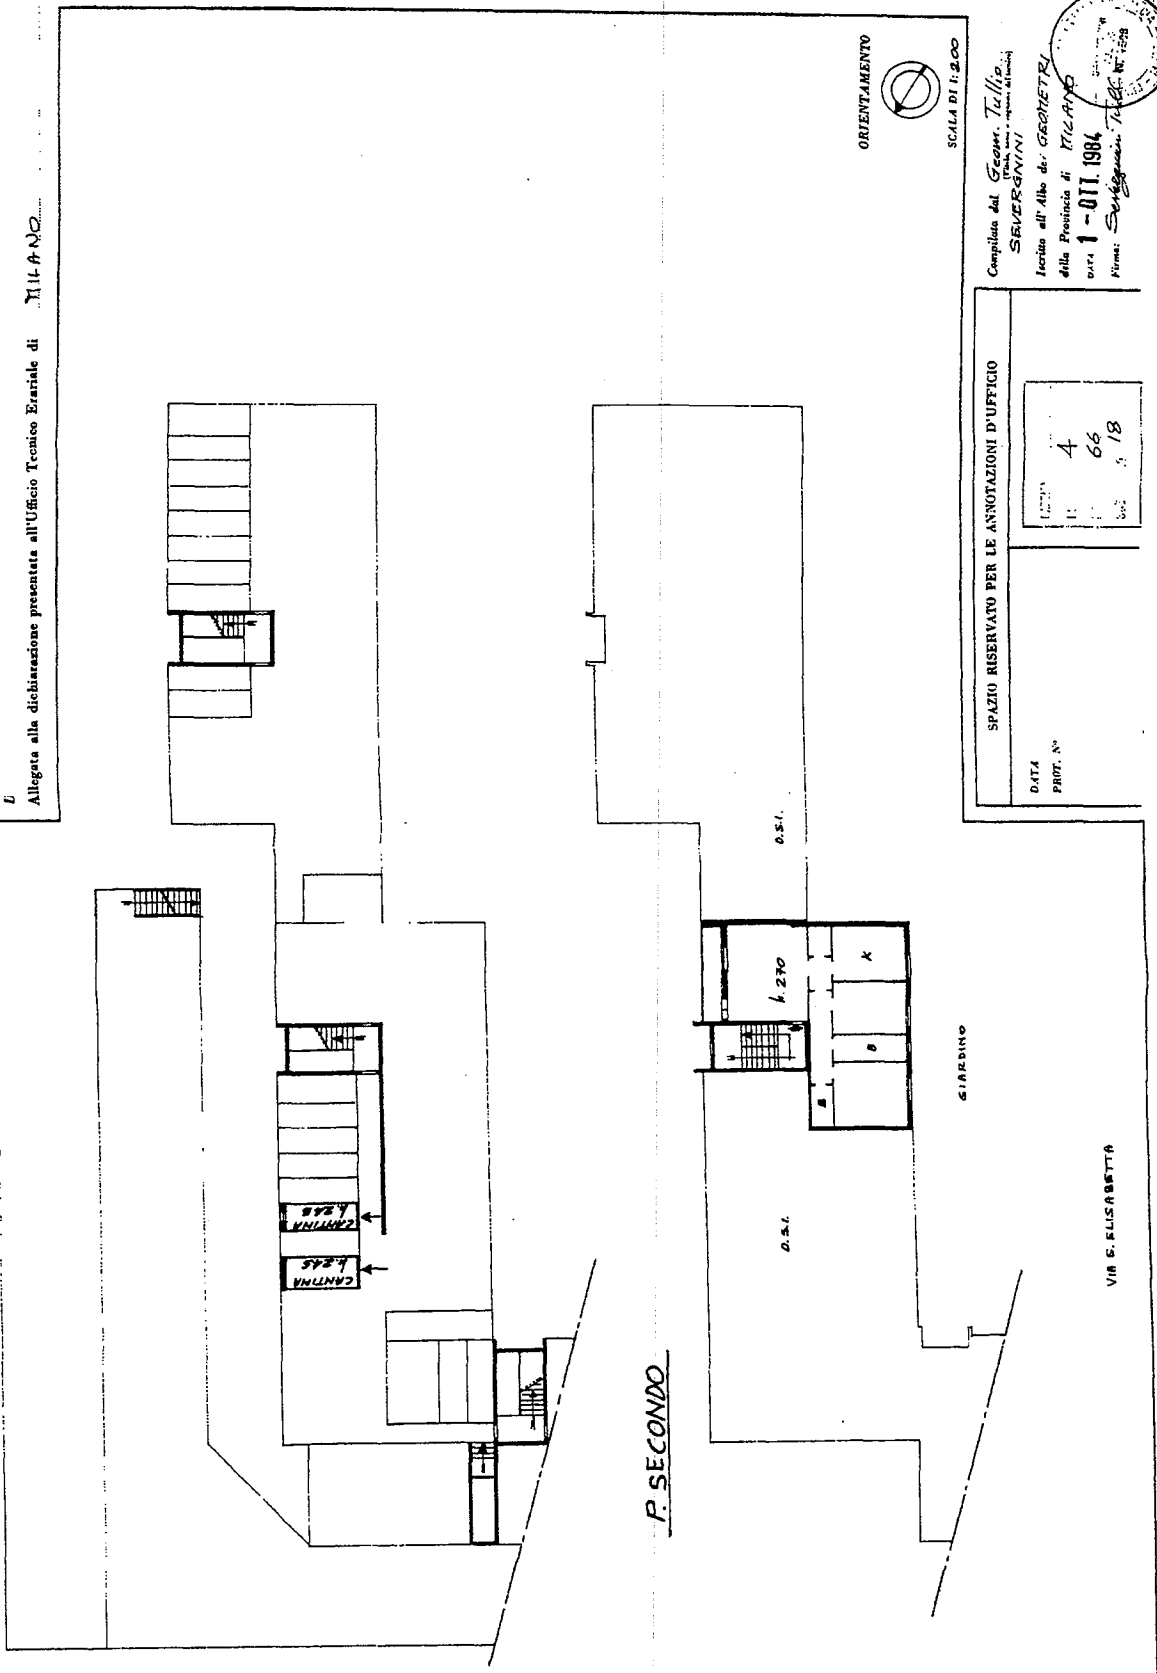 Allegata alla dichiarazione presentata all'Ufficio Tecnico Erariale di MILANO
ORIENTAMENTO
SCALA DI 1: 200
Compilata dal Geom. Tullio
SEVERGNINI
Iscritto all'Albo dei GEOMETRI
della Provincia di MILANO
DATA 1 - OTT. 1984
Firma:
SPAZIO RISERVATO PER LE ANNOTAZIONI D'UFFICIO
DATA
PROT. N°
4
66
18
CANTINA
h. 245
CANTINA
h. 245
P. SECONDO
D.S.I.
h. 270
K
B
B
D.S.I.
GIARDINO
VIA S. ELISABETTA